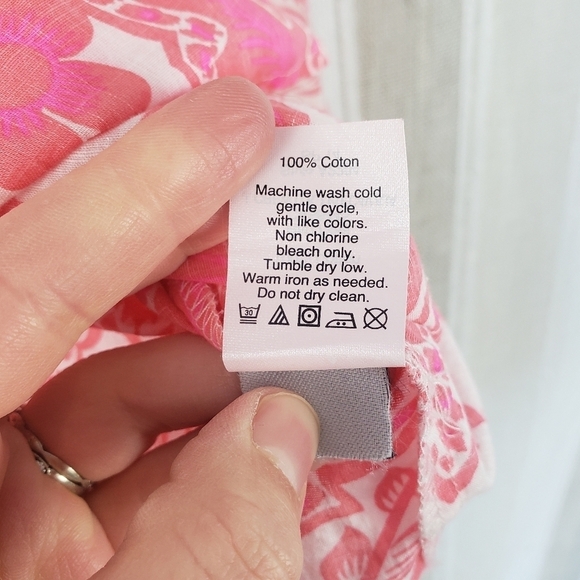 100% Coton
Machine wash cold
gentle cycle,
with like colors.
Non chlorine
bleach only.
Tumble dry low.
Warm iron as needed.
Do not dry clean.
30